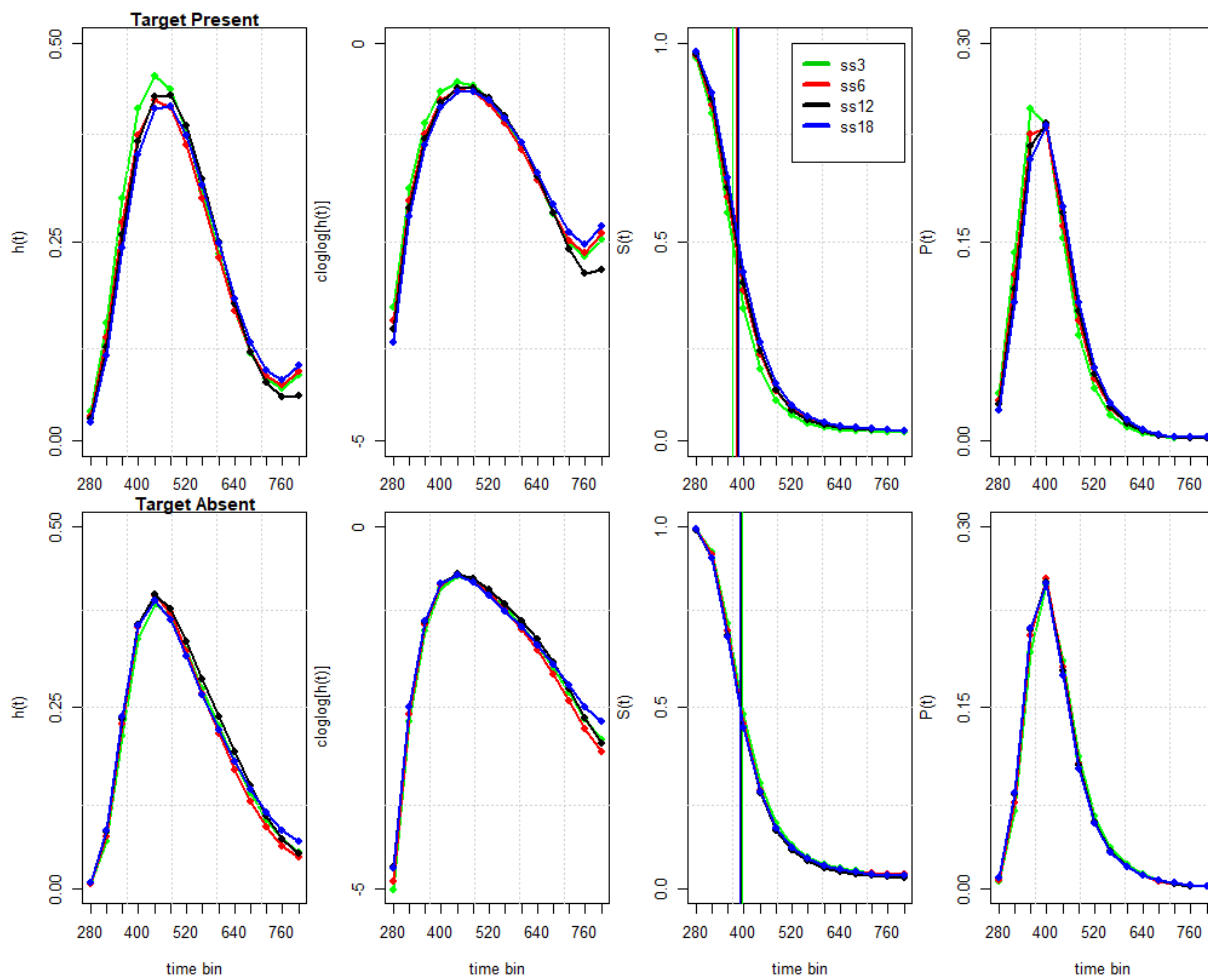 Target Present
h(t)
0.00 0.25 0.50
280 400 520 640 760
cloglog[h(t)]
-5 0
280 400 520 640 760
S(t)
0.0 0.5 1.0
280 400 520 640 760
ss3
ss6
ss12
ss18
P(t)
0.00 0.15 0.30
280 400 520 640 760
Target Absent
h(t)
0.00 0.25 0.50
280 400 520 640 760
time bin
cloglog[h(t)]
-5 0
280 400 520 640 760
time bin
S(t)
0.0 0.5 1.0
280 400 520 640 760
time bin
P(t)
0.00 0.15 0.30
280 400 520 640 760
time bin